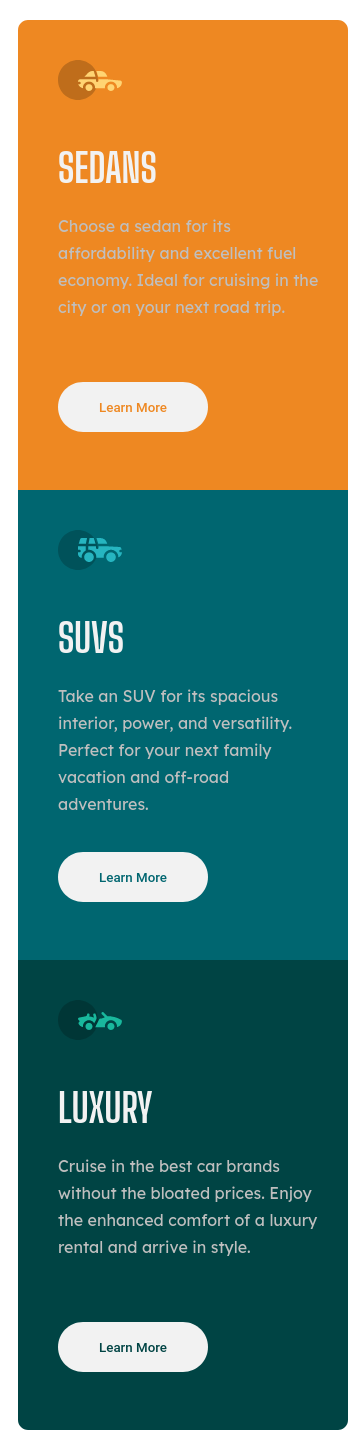 SEDANS
Choose a sedan for its
affordability and excellent fuel
economy. Ideal for cruising in the
city or on your next road trip.
Learn More
SUVS
Take an SUV for its spacious
interior, power, and versatility.
Perfect for your next family
vacation and off-road
adventures.
Learn More
LUXURY
Cruise in the best car brands
without the bloated prices. Enjoy
the enhanced comfort of a luxury
rental and arrive in style.
Learn More